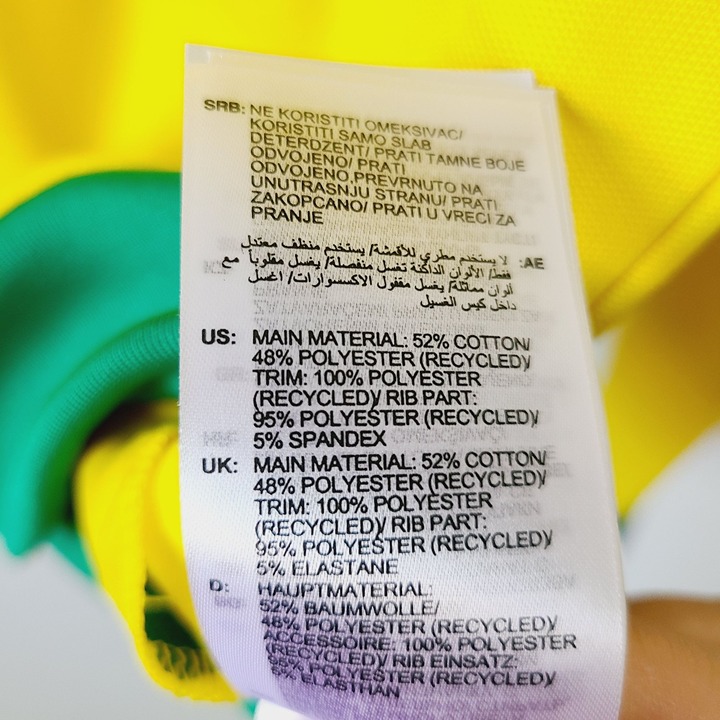 SRB: NE KORISTITI OMEKSIVAC/
KORISTITI SAMO SLAB
DETERDZENT/ PRATI TAMNE BOJE
ODVOJENO/ PRATI
ODVOJENO,PREVRNUTO NA
UNUTRASNJU STRANU/ PRATI
ZAKOPCANO/ PRATI U VRECI ZA
PRANJE
AE: لا يستخدم مطري للأقمشة/ يستخدم منظف معتدل
فقط/ الألوان الداكنة تغسل منفصلة/ يغسل مقلوباً مع
ألوان مماثلة/ يغسل مقفول الاكسسوارات/ اغسل
داخل كيس الغسيل
US: MAIN MATERIAL: 52% COTTON/
48% POLYESTER (RECYCLED)/
TRIM: 100% POLYESTER
(RECYCLED)/ RIB PART:
95% POLYESTER (RECYCLED)/
5% SPANDEX
UK: MAIN MATERIAL: 52% COTTON/
48% POLYESTER (RECYCLED)/
TRIM: 100% POLYESTER
(RECYCLED)/ RIB PART:
95% POLYESTER (RECYCLED)/
5% ELASTANE
D: HAUPTMATERIAL:
52% BAUMWOLLE/
48% POLYESTER (RECYCLED)/
ACCESSOIRE: 100% POLYESTER
(RECYCLED)/ RIB EINSATZ:
95% POLYESTER (RECYCLED)/
5% ELASTHAN